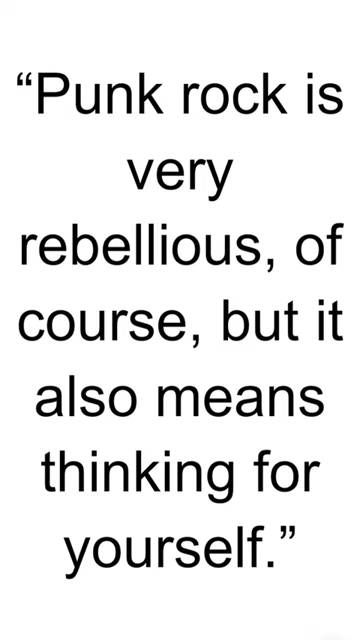 “Punk rock is
very
rebellious, of
course, but it
also means
thinking for
yourself.”